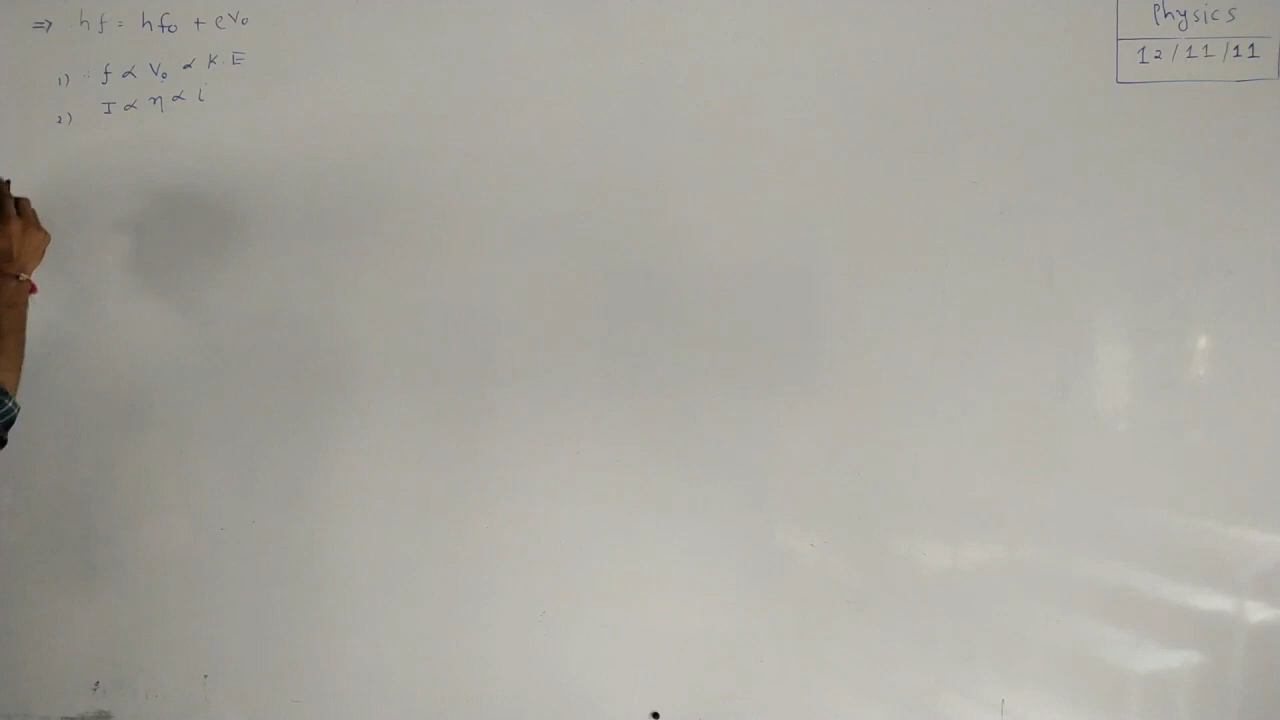 ⇒ hf = hf₀ + eV₀
1) f ∝ V₀ ∝ K.E
2) I ∝ η ∝ i
Physics
12/11/11